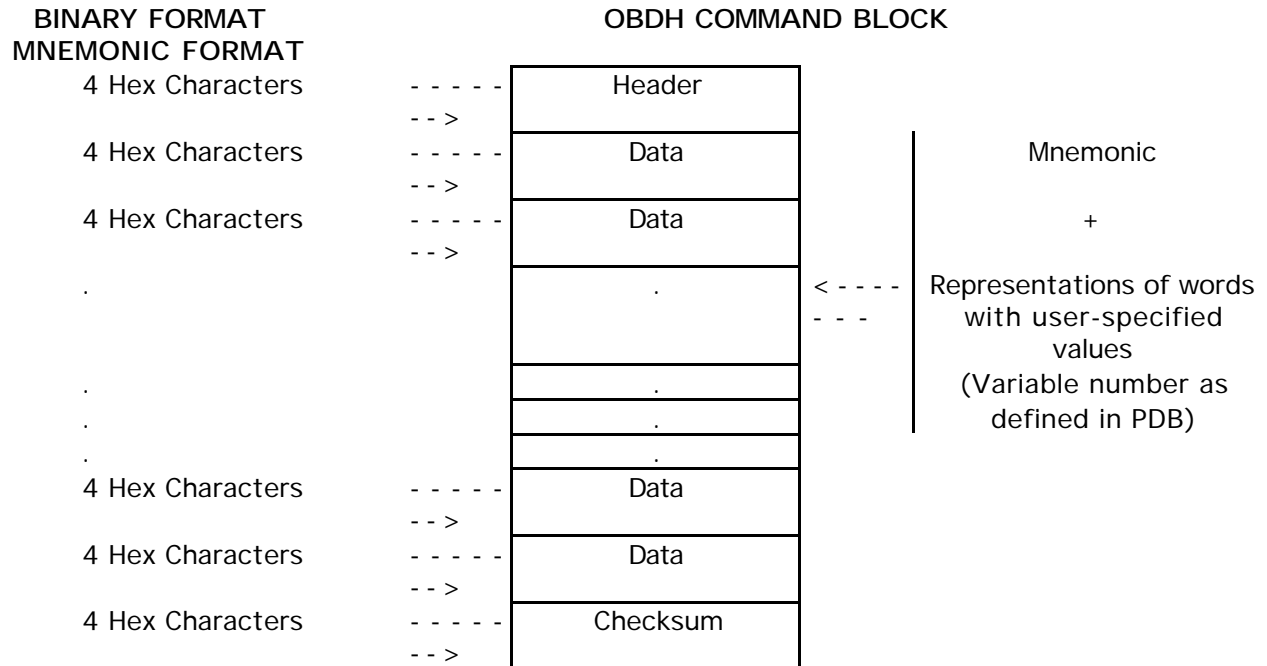 BINARY FORMAT OBDH COMMAND BLOCK
MNEMONIC FORMAT
4 Hex Characters - - - - - Header
- - >
4 Hex Characters - - - - - Data Mnemonic
- - >
4 Hex Characters - - - - - Data +
- - >
. . < - - - - Representations of words
- - - with user-specified
values
. . (Variable number as
. . defined in PDB)
. .
4 Hex Characters - - - - - Data
- - >
4 Hex Characters - - - - - Data
- - >
4 Hex Characters - - - - - Checksum
- - >